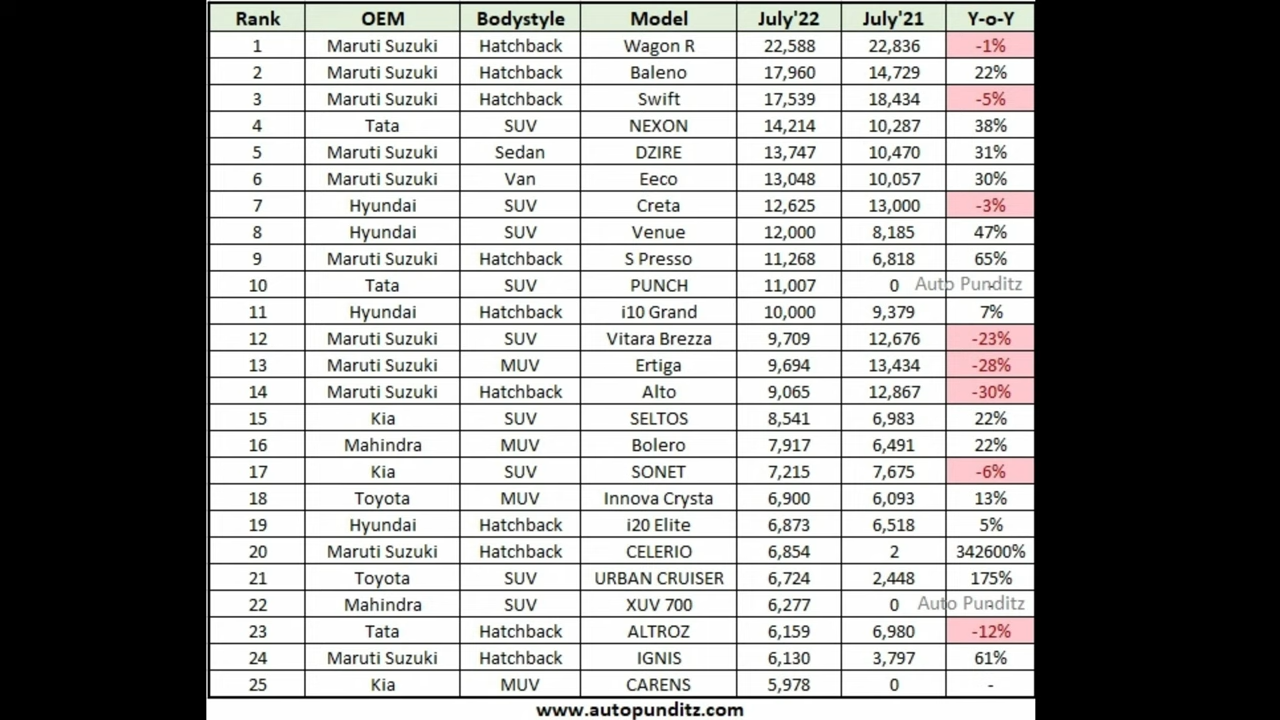 Rank OEM Bodystyle Model July'22 July'21 Y-o-Y
1 Maruti Suzuki Hatchback Wagon R 22,588 22,836 -1%
2 Maruti Suzuki Hatchback Baleno 17,960 14,729 22%
3 Maruti Suzuki Hatchback Swift 17,539 18,434 -5%
4 Tata SUV NEXON 14,214 10,287 38%
5 Maruti Suzuki Sedan DZIRE 13,747 10,470 31%
6 Maruti Suzuki Van Eeco 13,048 10,057 30%
7 Hyundai SUV Creta 12,625 13,000 -3%
8 Hyundai SUV Venue 12,000 8,185 47%
9 Maruti Suzuki Hatchback S Presso 11,268 6,818 65%
10 Tata SUV PUNCH 11,007 0 - Auto Punditz
11 Hyundai Hatchback i10 Grand 10,000 9,379 7%
12 Maruti Suzuki SUV Vitara Brezza 9,709 12,676 -23%
13 Maruti Suzuki MUV Ertiga 9,694 13,434 -28%
14 Maruti Suzuki Hatchback Alto 9,065 12,867 -30%
15 Kia SUV SELTOS 8,541 6,983 22%
16 Mahindra MUV Bolero 7,917 6,491 22%
17 Kia SUV SONET 7,215 7,675 -6%
18 Toyota MUV Innova Crysta 6,900 6,093 13%
19 Hyundai Hatchback i20 Elite 6,873 6,518 5%
20 Maruti Suzuki Hatchback CELERIO 6,854 2 342600%
21 Toyota SUV URBAN CRUISER 6,724 2,448 175%
22 Mahindra SUV XUV 700 6,277 0 - Auto Punditz
23 Tata Hatchback ALTROZ 6,159 6,980 -12%
24 Maruti Suzuki Hatchback IGNIS 6,130 3,797 61%
25 Kia MUV CARENS 5,978 0 -
www.autopunditz.com